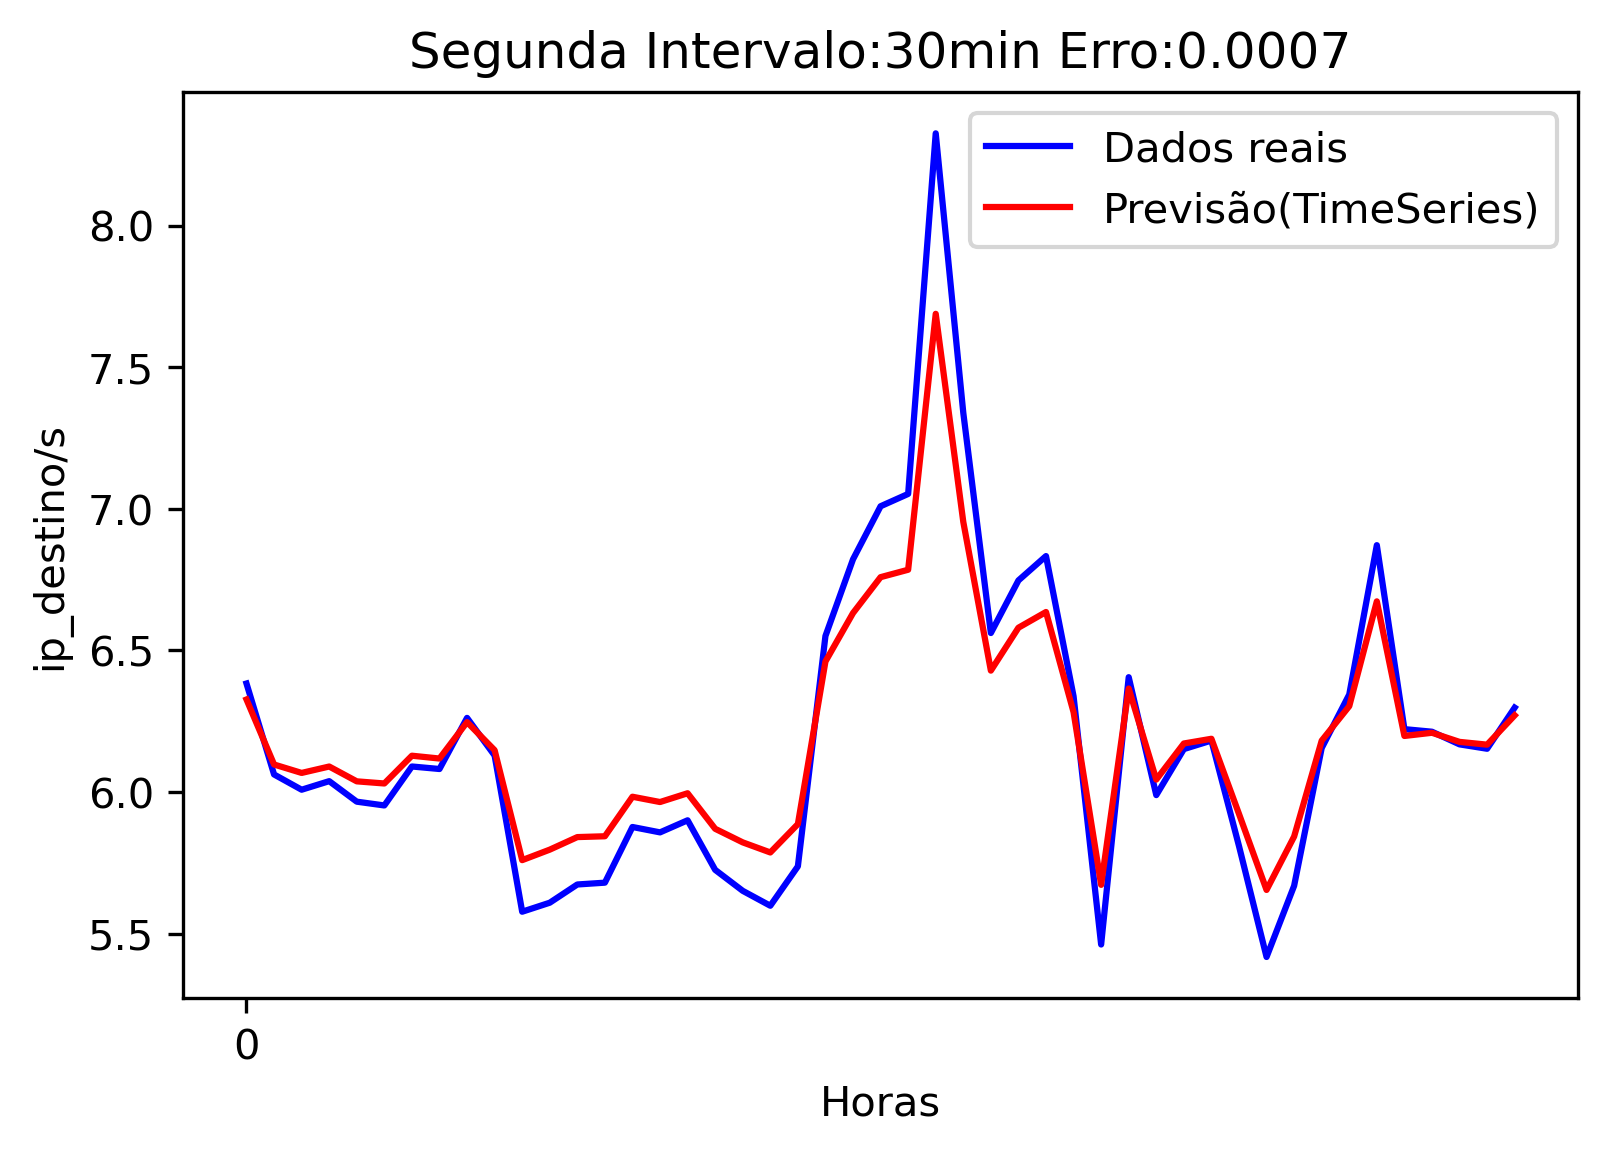 Segunda Intervalo:30min Erro:0.0007
Dados reais
Previsão(TimeSeries)
8.0
7.5
7.0
6.5
6.0
5.5
ip_destino/s
0
Horas